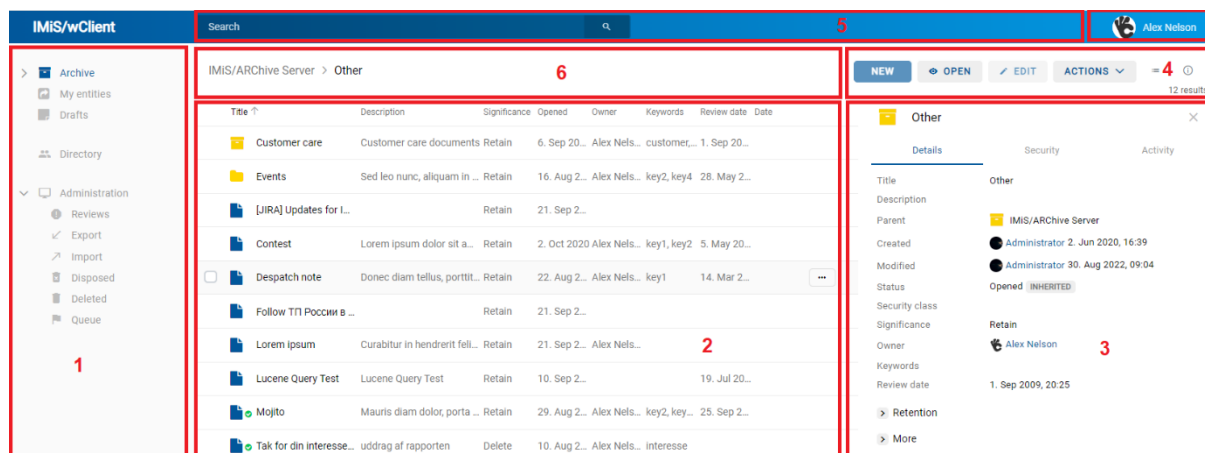 IMiS/wClient
Search
5
Alex Nelson
Archive
My entities
Drafts
Directory
Administration
Reviews
Export
Import
Disposed
Deleted
Queue
1
IMiS/ARChive Server > Other
6
NEW OPEN EDIT ACTIONS 4
12 results
Title ↑ Description Significance Opened Owner Keywords Review date Date
Customer care Customer care documents Retain 6. Sep 20... Alex Nels... customer,... 1. Sep 20...
Events Sed leo nunc, aliquam in ... Retain 16. Aug 2... Alex Nels... key2, key4 28. May 2...
[JIRA] Updates for I... Retain 21. Sep 2...
Contest Lorem ipsum dolor sit a... Retain 2. Oct 2020 Alex Nels... key1, key2 5. May 20...
Despatch note Donec diam tellus, porttit... Retain 22. Aug 2... Alex Nels... key1 14. Mar 2... ...
Follow ТП России в ... Retain 21. Sep 2...
Lorem ipsum Curabitur in hendrerit feli... Retain 21. Sep 2... Alex Nels...
2
Lucene Query Test Lucene Query Test Retain 10. Sep 2... 19. Jul 20...
Mojito Mauris diam dolor, porta ... Retain 29. Aug 2... Alex Nels... key2, key... 25. Sep 2...
Tak for din interesse... uddrag af rapporten Delete 10. Aug 2... Alex Nels... interesse
Other
Details Security Activity
Title Other
Description
Parent IMiS/ARChive Server
Created Administrator 2. Jun 2020, 16:39
Modified Administrator 30. Aug 2022, 09:04
Status Opened INHERITED
Security class
Significance Retain
Owner Alex Nelson
3
Keywords
Review date 1. Sep 2009, 20:25
Retention
More